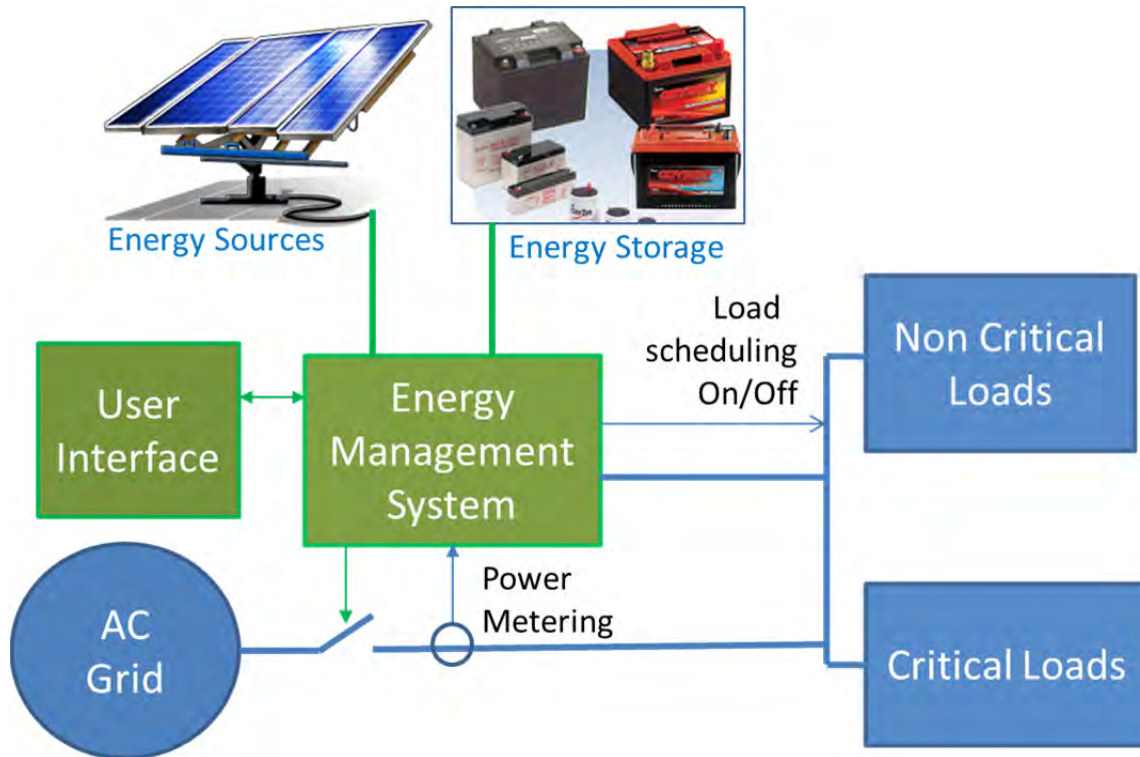 Energy Sources
Energy Storage
ODYSSEY
Load
scheduling
On/Off
Non Critical
Loads
User
Interface
Energy
Management
System
Power
Metering
AC
Grid
Critical Loads